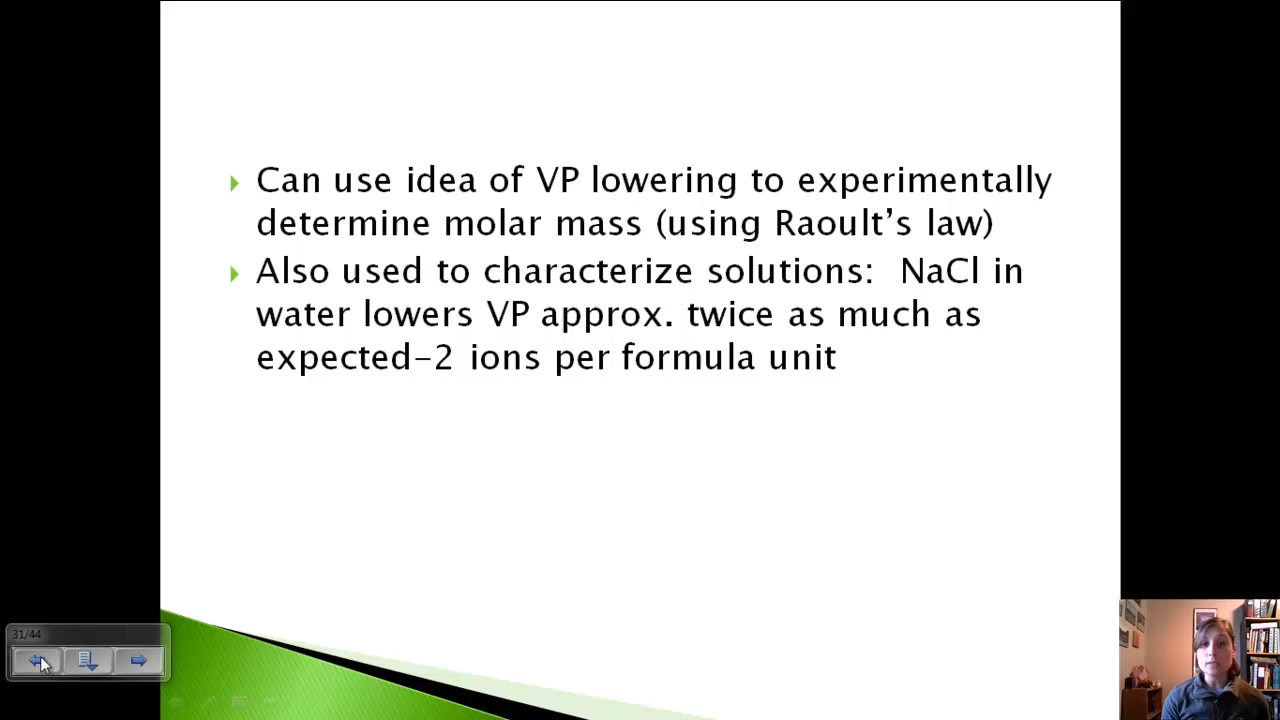 Can use idea of VP lowering to experimentally
determine molar mass (using Raoult's law)
Also used to characterize solutions:  NaCl in
water lowers VP approx. twice as much as
expected-2 ions per formula unit
31/44